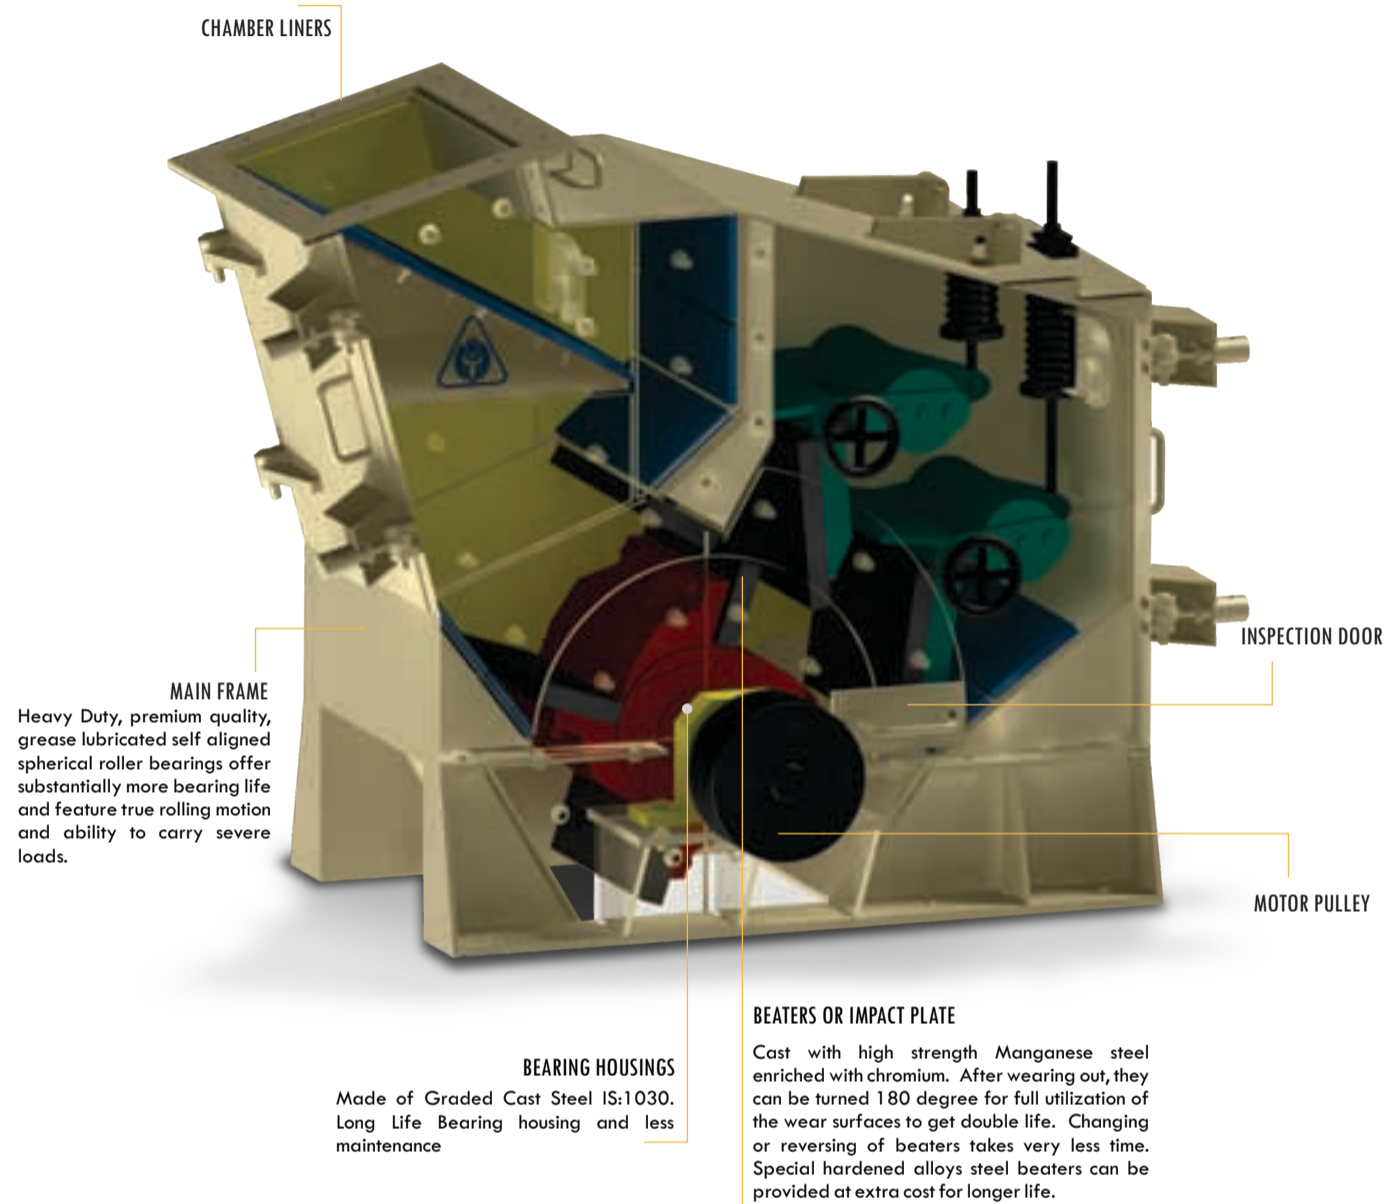 CHAMBER LINERS
INSPECTION DOOR
MAIN FRAME
Heavy Duty, premium quality,
grease lubricated self aligned
spherical roller bearings offer
substantially more bearing life
and feature true rolling motion
and ability to carry severe
loads.
MOTOR PULLEY
BEARING HOUSINGS
Made of Graded Cast Steel IS:1030.
Long Life Bearing housing and less
maintenance
BEATERS OR IMPACT PLATE
Cast with high strength Manganese steel
enriched with chromium. After wearing out, they
can be turned 180 degree for full utilization of
the wear surfaces to get double life. Changing
or reversing of beaters takes very less time.
Special hardened alloys steel beaters can be
provided at extra cost for longer life.